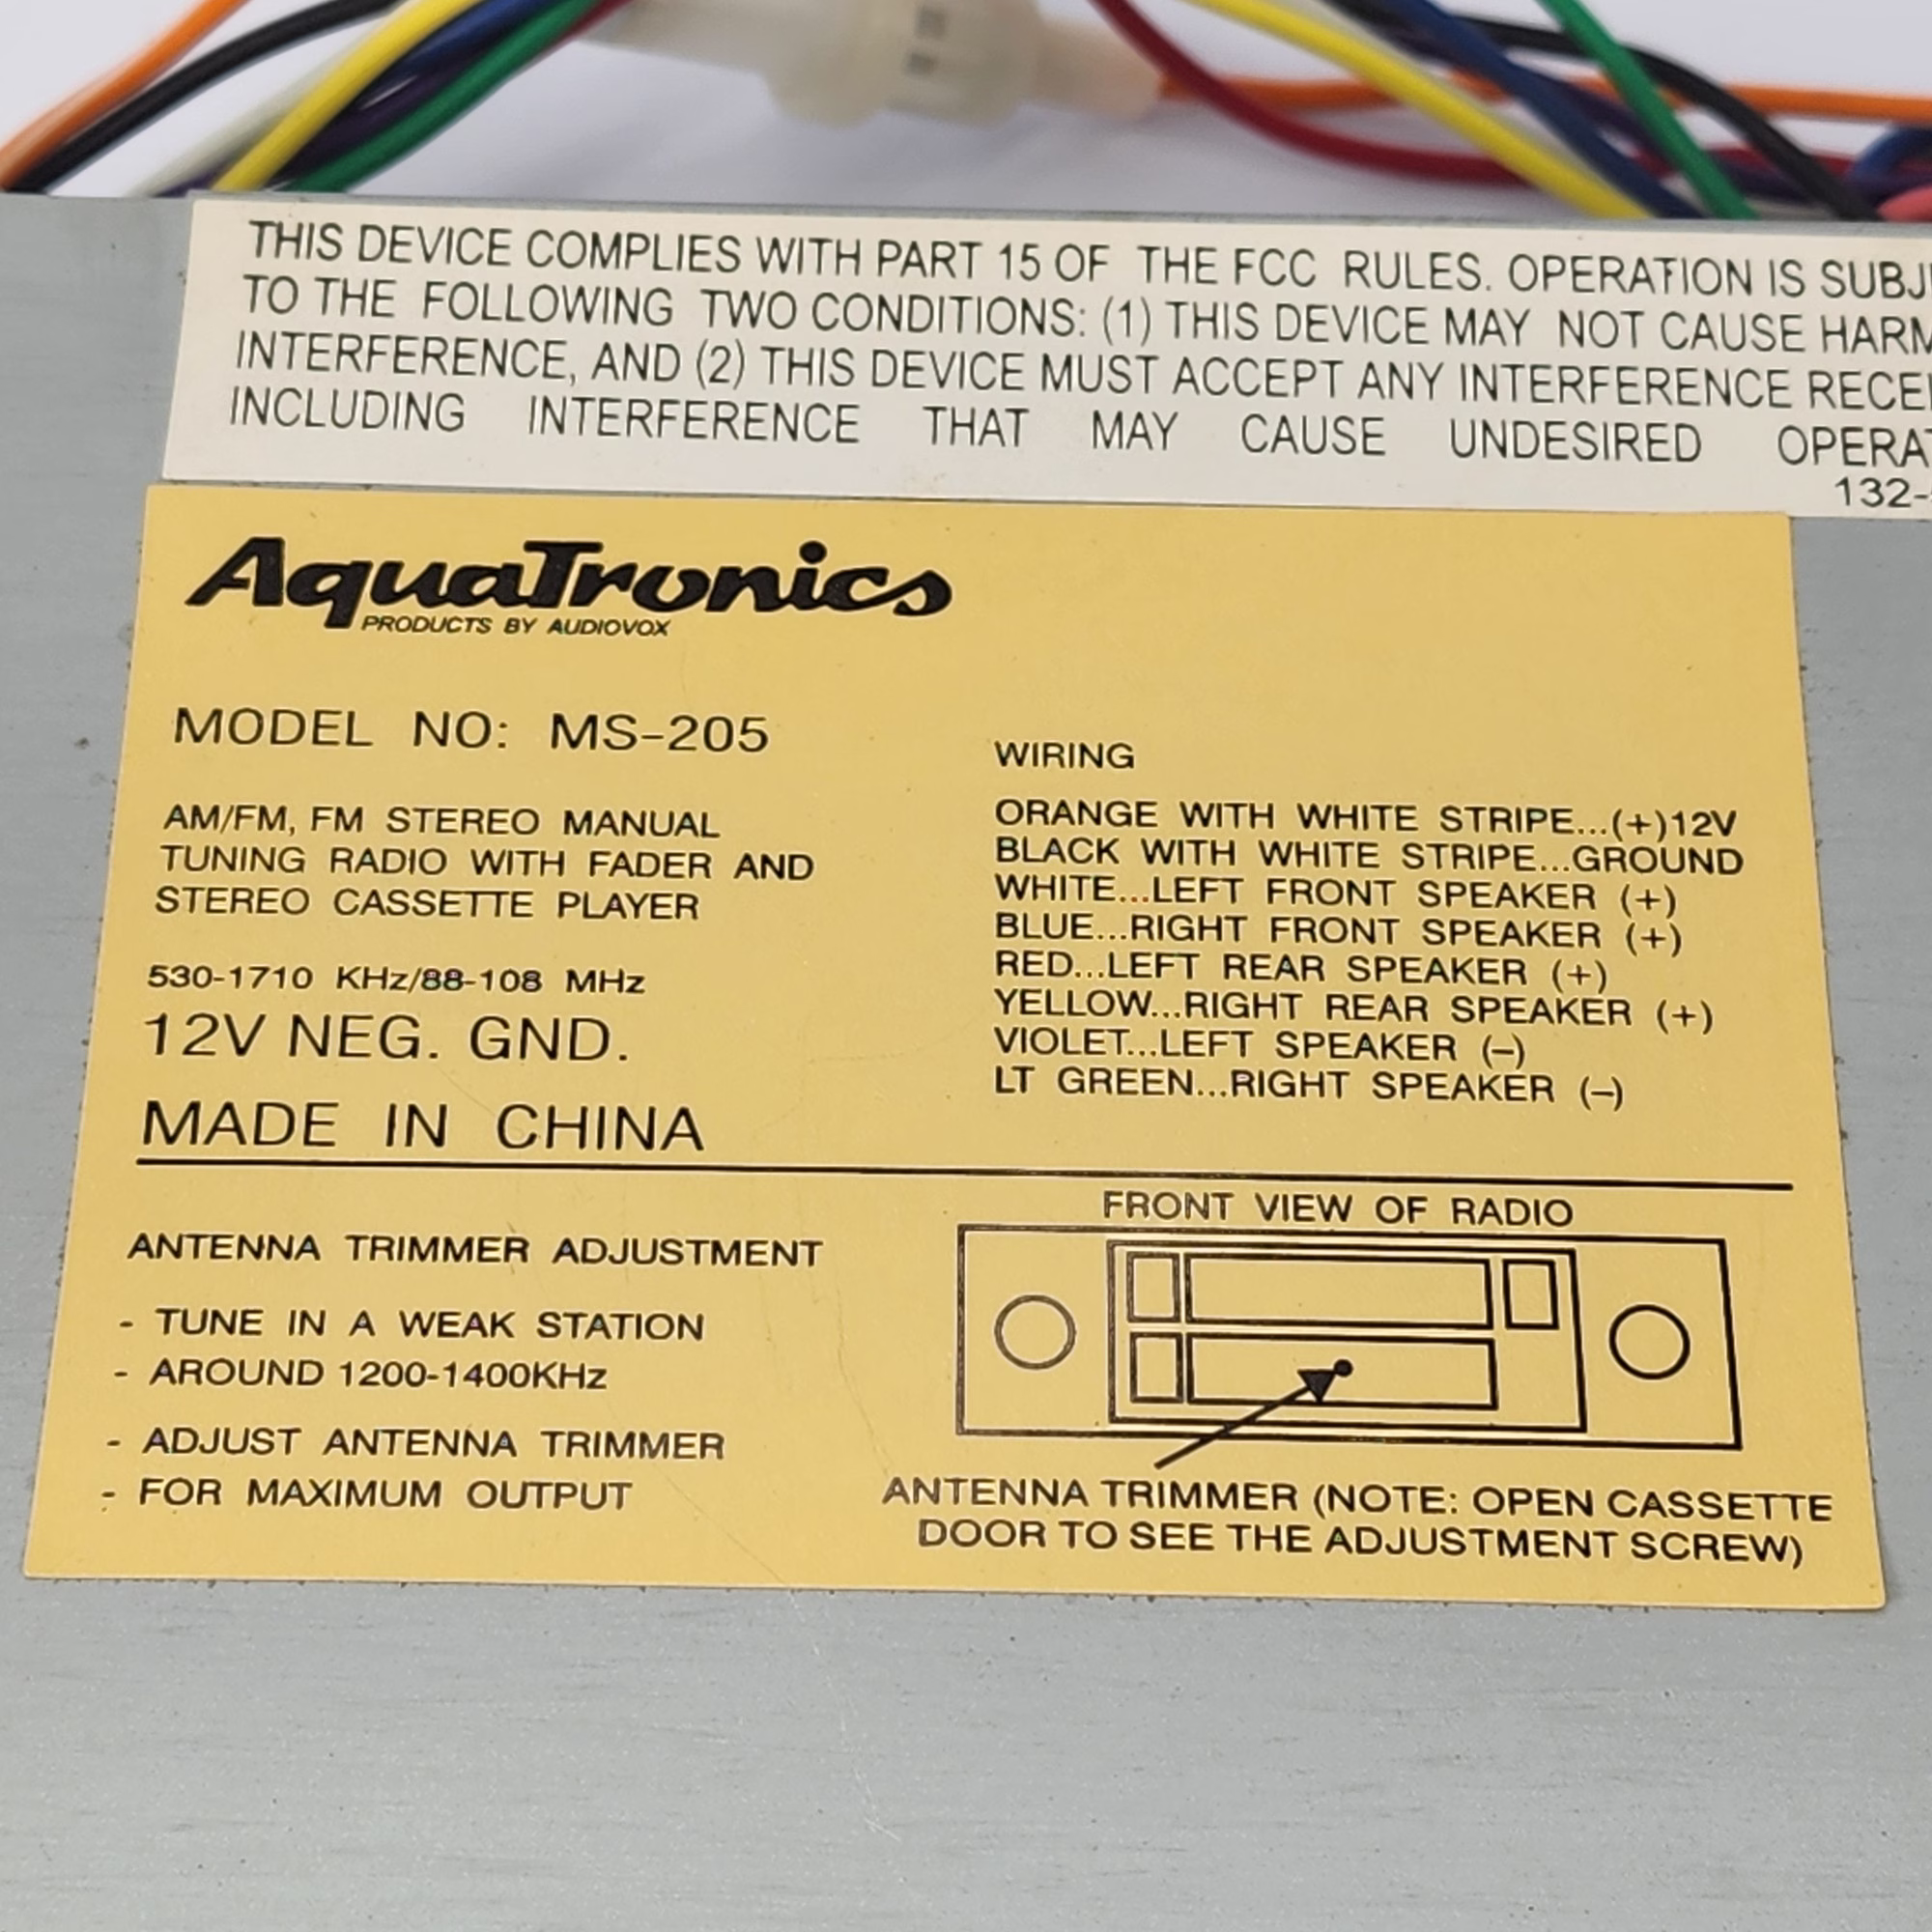 THIS DEVICE COMPLIES WITH PART 15 OF THE FCC RULES. OPERATION IS
TO THE FOLLOWING TWO CONDITIONS: (1) THIS DEVICE MAY NOT CAUSE
INTERFERENCE, AND (2) THIS DEVICE MUST ACCEPT ANY INTERFERENCE
INCLUDING INTERFERENCE THAT MAY CAUSE UNDESIRED
132-
AquaTronics
PRODUCTS BY AUDIOVOX
MODEL NO: MS-205
AM/FM, FM STEREO MANUAL
TUNING RADIO WITH FADER AND
STEREO CASSETTE PLAYER
530-1710 KHz/88-108 MHz
12V NEG. GND.
MADE IN CHINA
WIRING
ORANGE WITH WHITE STRIPE...(+)12V
BLACK WITH WHITE STRIPE...GROUND
WHITE...LEFT FRONT SPEAKER (+)
BLUE...RIGHT FRONT SPEAKER (+)
RED...LEFT REAR SPEAKER (+)
YELLOW...RIGHT REAR SPEAKER (+)
VIOLET...LEFT SPEAKER (–)
LT GREEN...RIGHT SPEAKER (–)
ANTENNA TRIMMER ADJUSTMENT
- TUNE IN A WEAK STATION
- AROUND 1200-1400KHz
- ADJUST ANTENNA TRIMMER
- FOR MAXIMUM OUTPUT
FRONT VIEW OF RADIO
ANTENNA TRIMMER (NOTE: OPEN CASSETTE
DOOR TO SEE THE ADJUSTMENT SCREW)